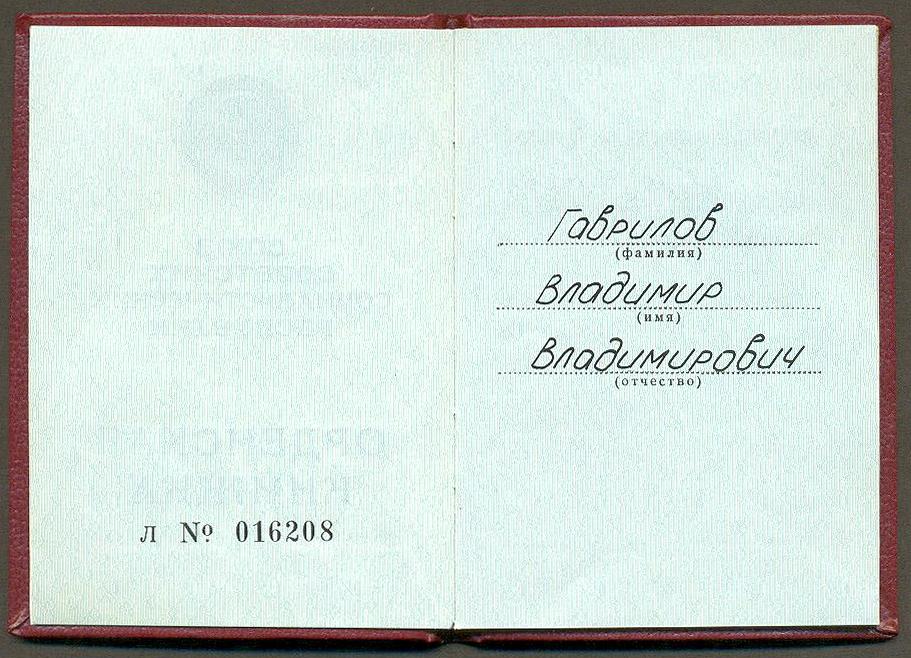 Л № 016208
Гаврилов
(фамилия)
Владимир
(имя)
Владимирович
(отчество)